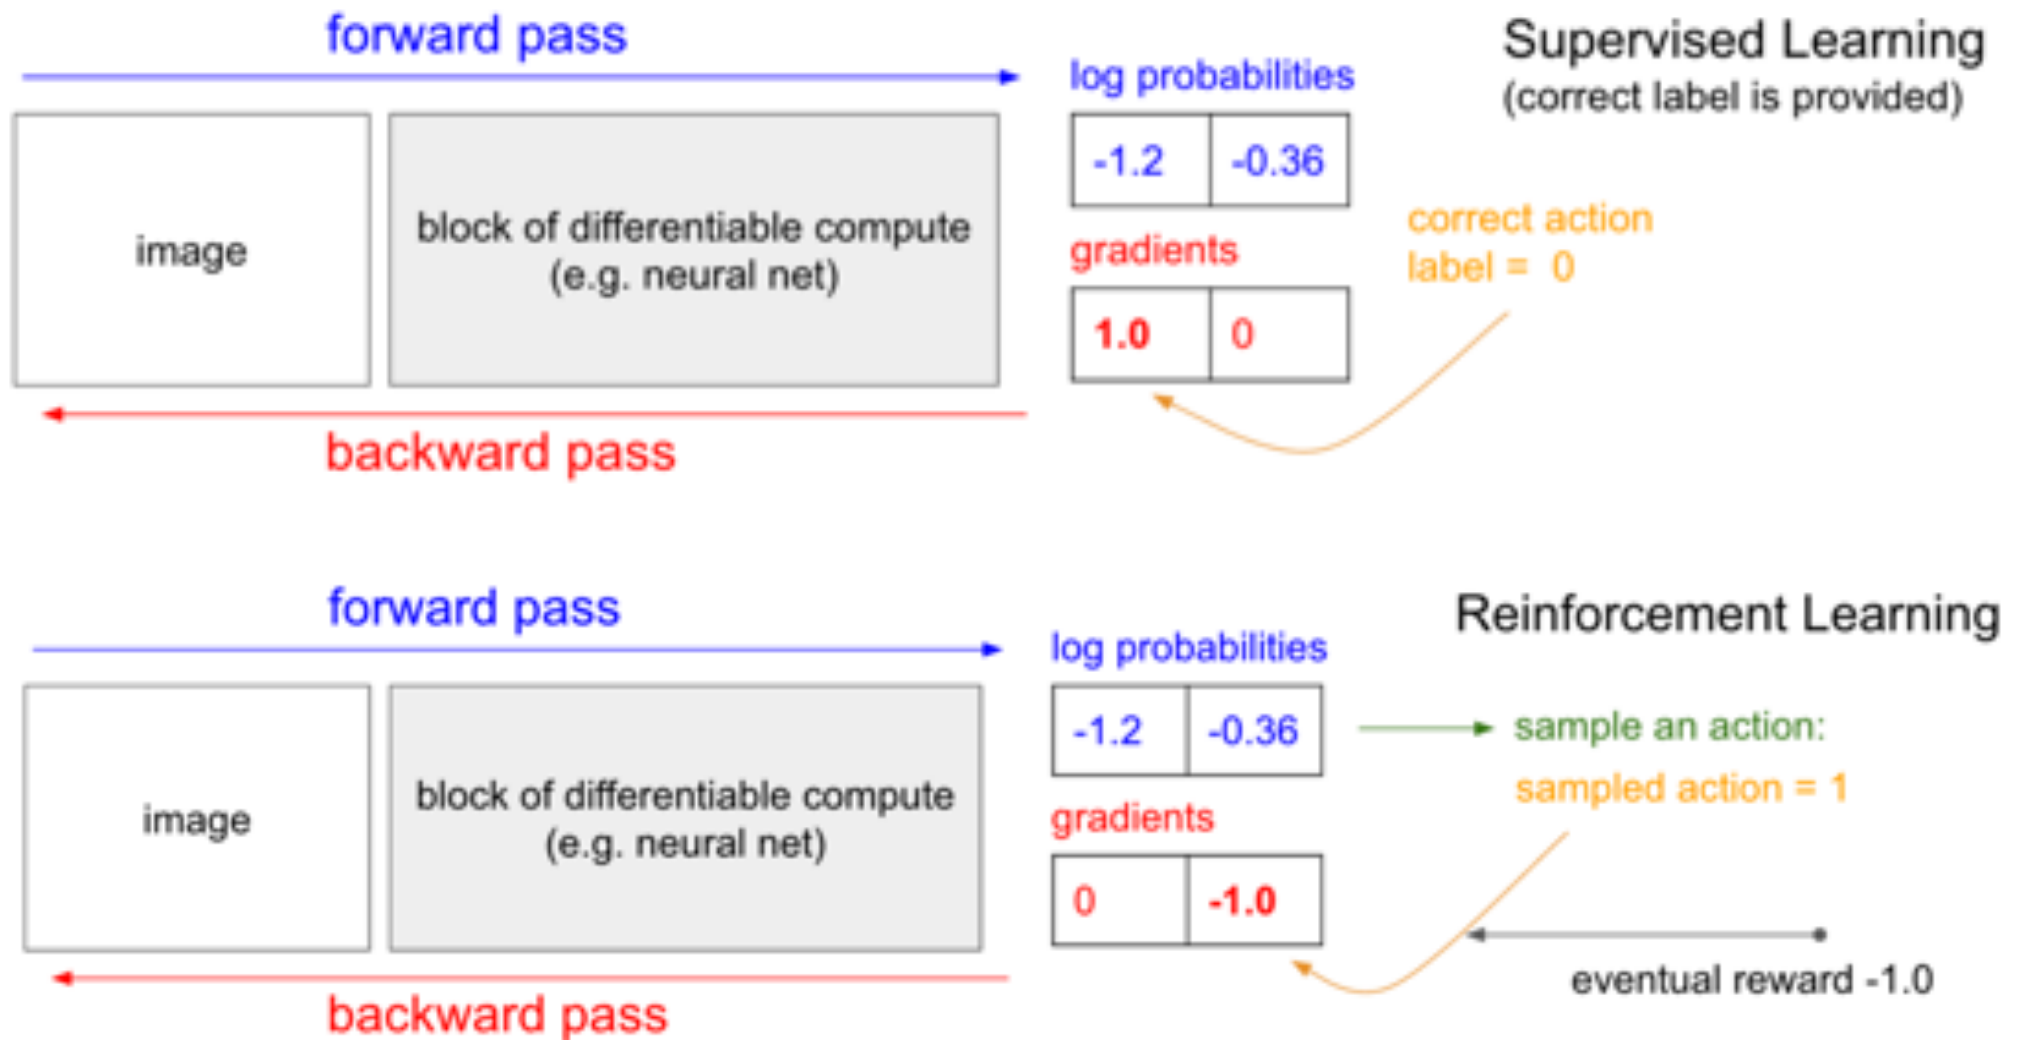 forward pass
Supervised Learning
(correct label is provided)
log probabilities
-1.2 -0.36
image
block of differentiable compute
(e.g. neural net)
gradients
1.0 0
correct action
label = 0
backward pass
forward pass
Reinforcement Learning
log probabilities
-1.2 -0.36
sample an action:
sampled action = 1
image
block of differentiable compute
(e.g. neural net)
gradients
0 -1.0
eventual reward -1.0
backward pass